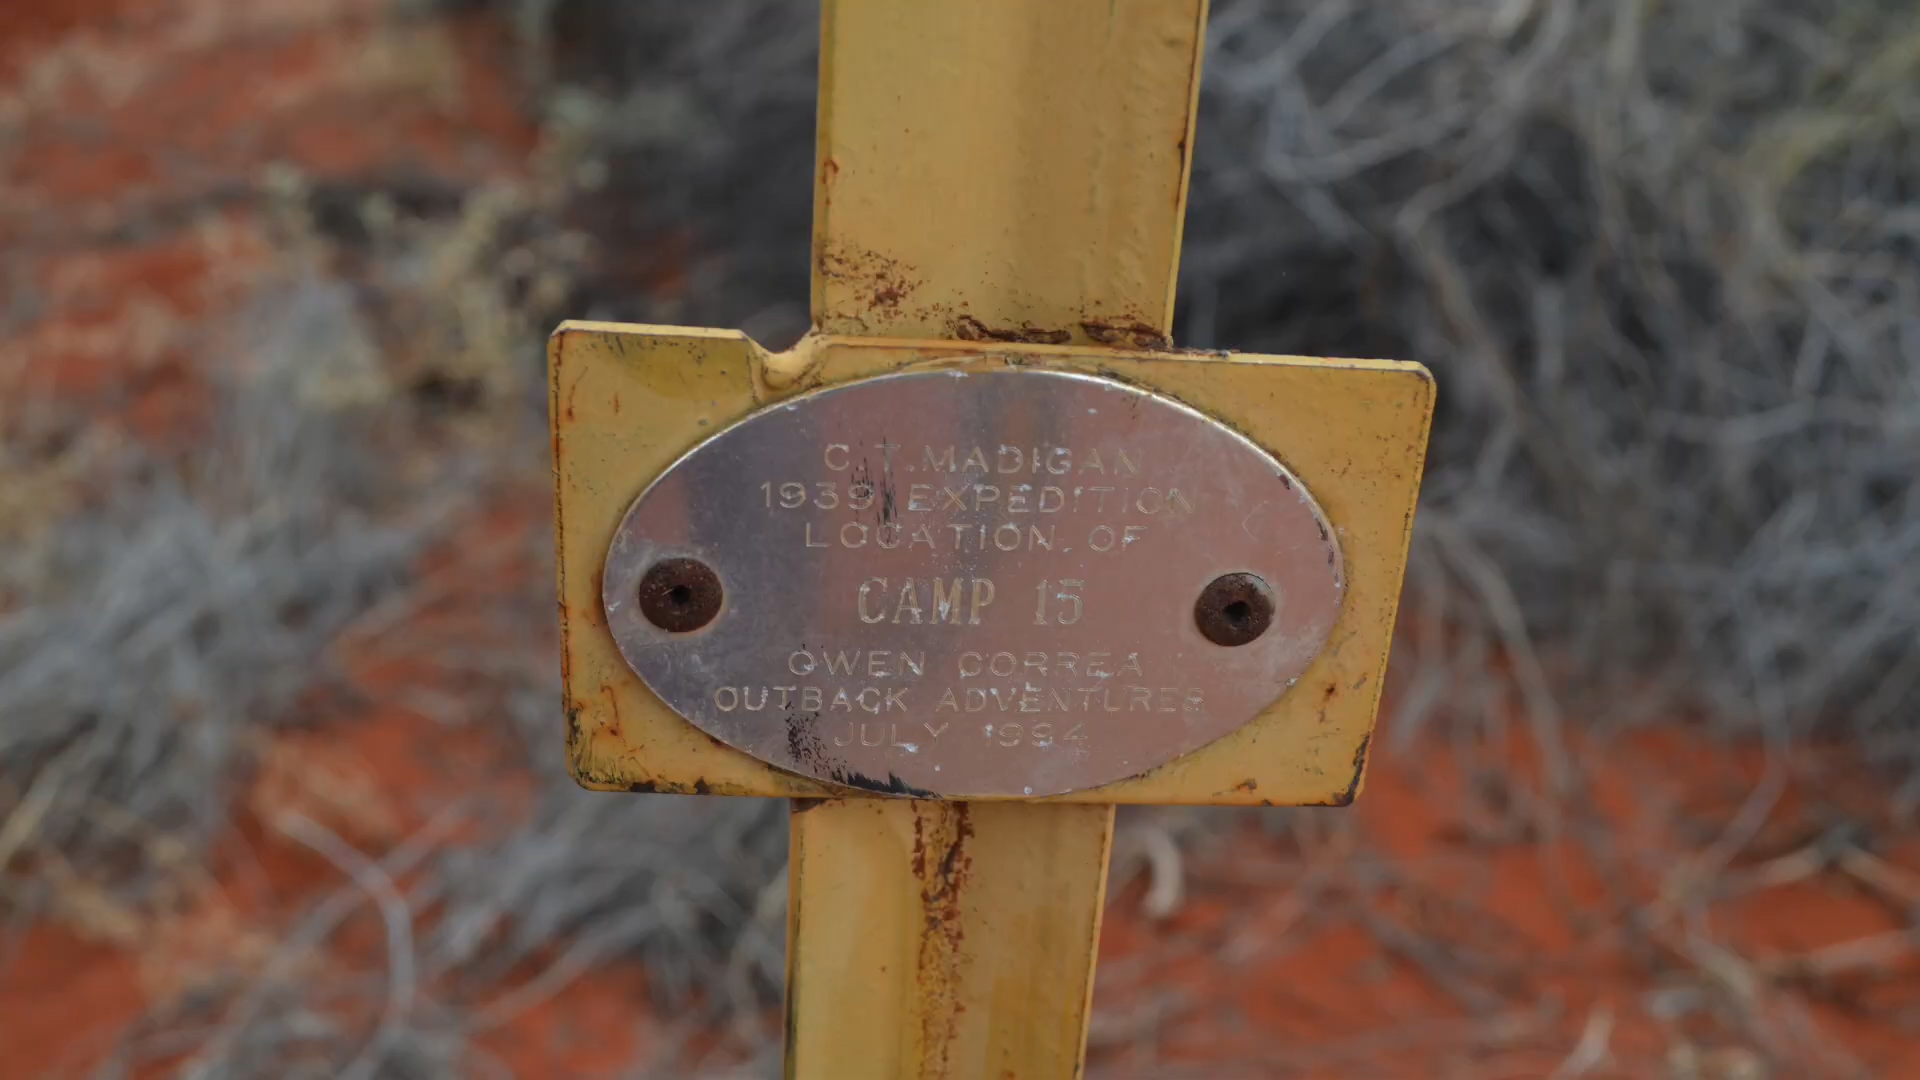 C.T.MADIGAN
1939 EXPEDITION
LOCATION OF
CAMP 15
OWEN CORREA
OUTBACK ADVENTURES
JULY 1994